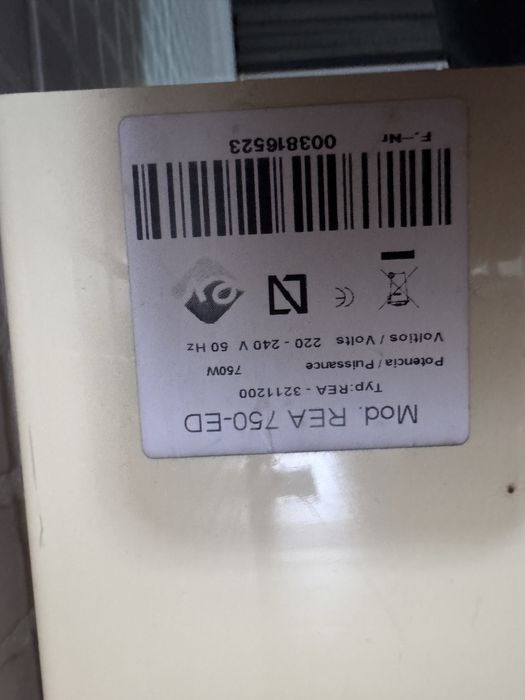 Mod. REA 750-ED
Typ:REA - 3211200
Potencia / Puissance 750W
Voltios / Volts 220 - 240 V 50 Hz
F.-Nr 003816523